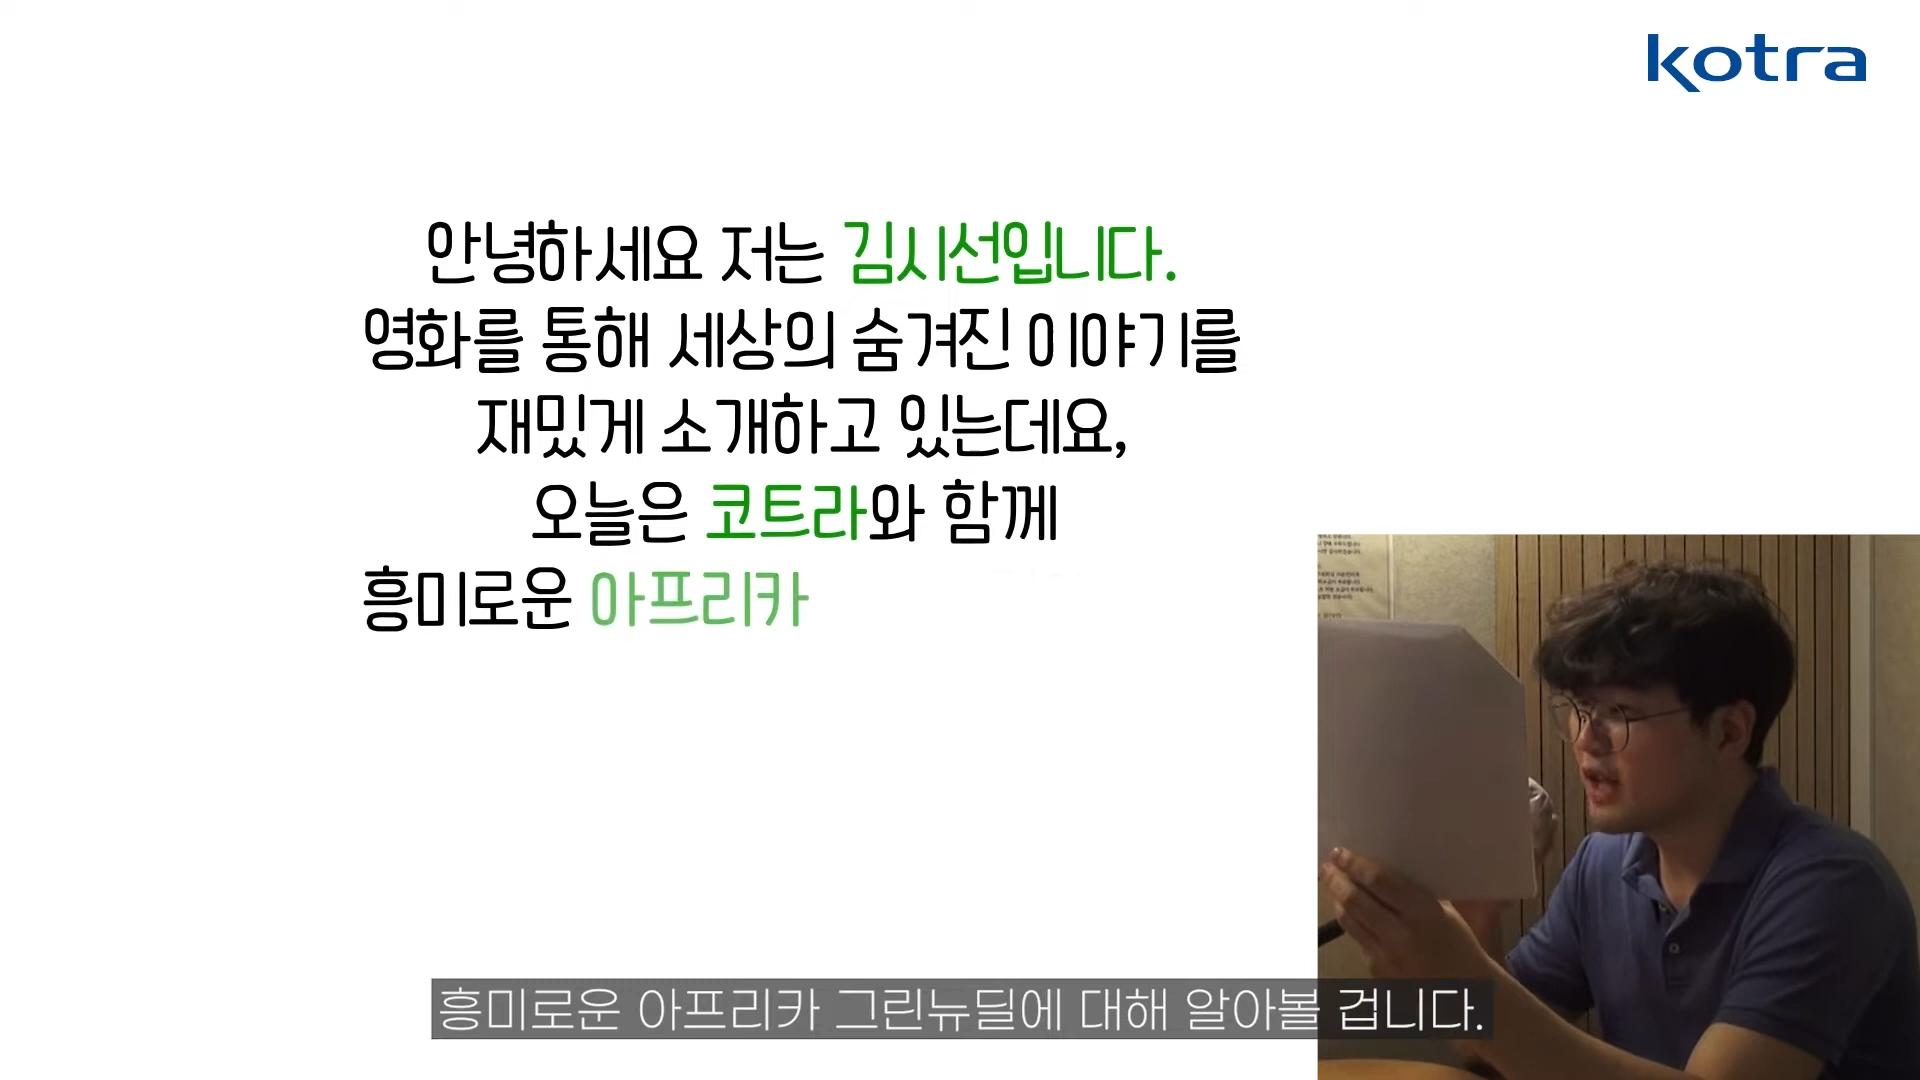 kotra
안녕하세요 저는 김시선입니다.
영화를 통해 세상의 숨겨진 이야기를
재밌게 소개하고 있는데요,
오늘은 코트라와 함께
흥미로운 아프리카
흥미로운 아프리카 그린뉴딜에 대해 알아볼 겁니다.